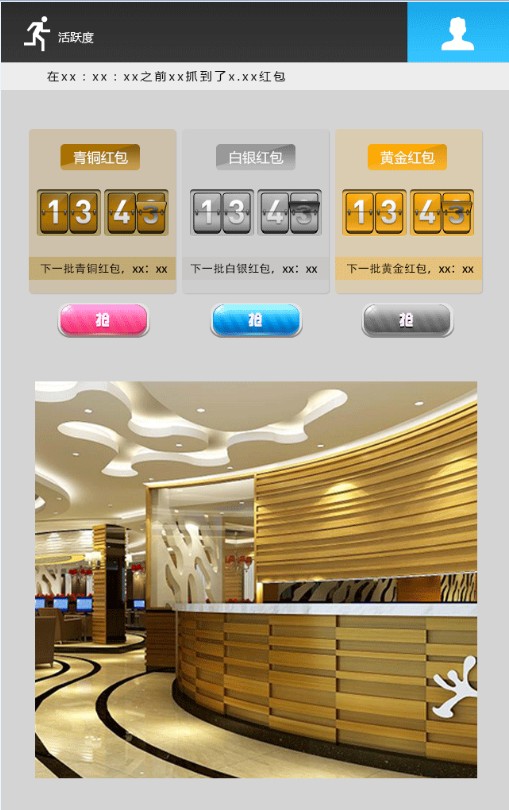 活跃度
在xx：xx：xx之前xx抓到了x.xx红包
青铜红包
白银红包
黄金红包
13 43
13 43
13 43
下一批青铜红包，xx：xx
下一批白银红包，xx：xx
下一批黄金红包，xx：xx
抢
抢
抢